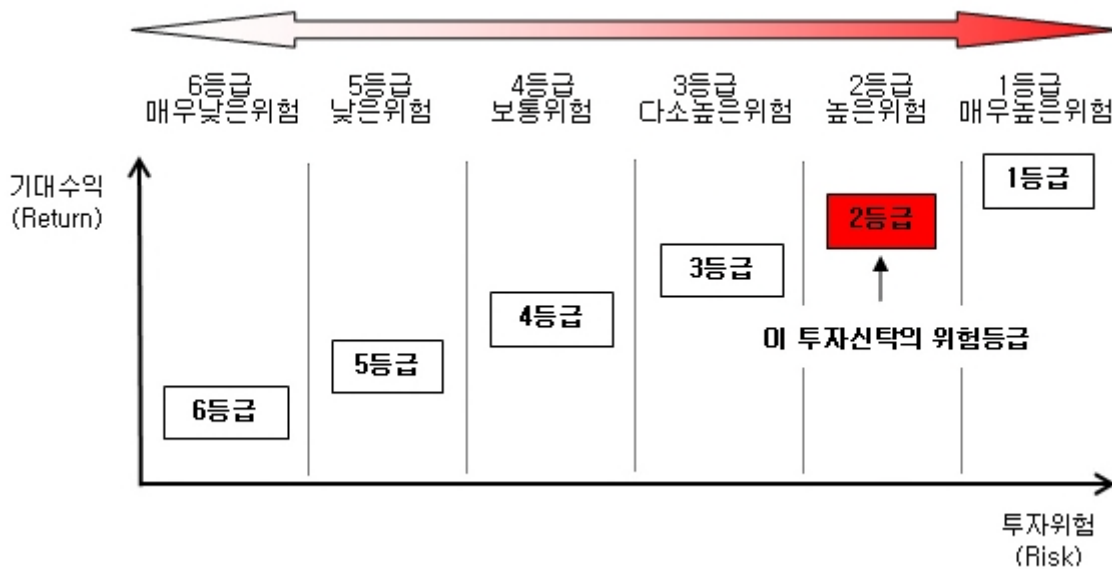 6등급
매우낮은위험
5등급
낮은위험
4등급
보통위험
3등급
다소높은위험
2등급
높은위험
1등급
매우높은위험
기대수익
(Return)
1등급
2등급
3등급
4등급
이 투자신탁의 위험등급
5등급
6등급
투자위험
(Risk)